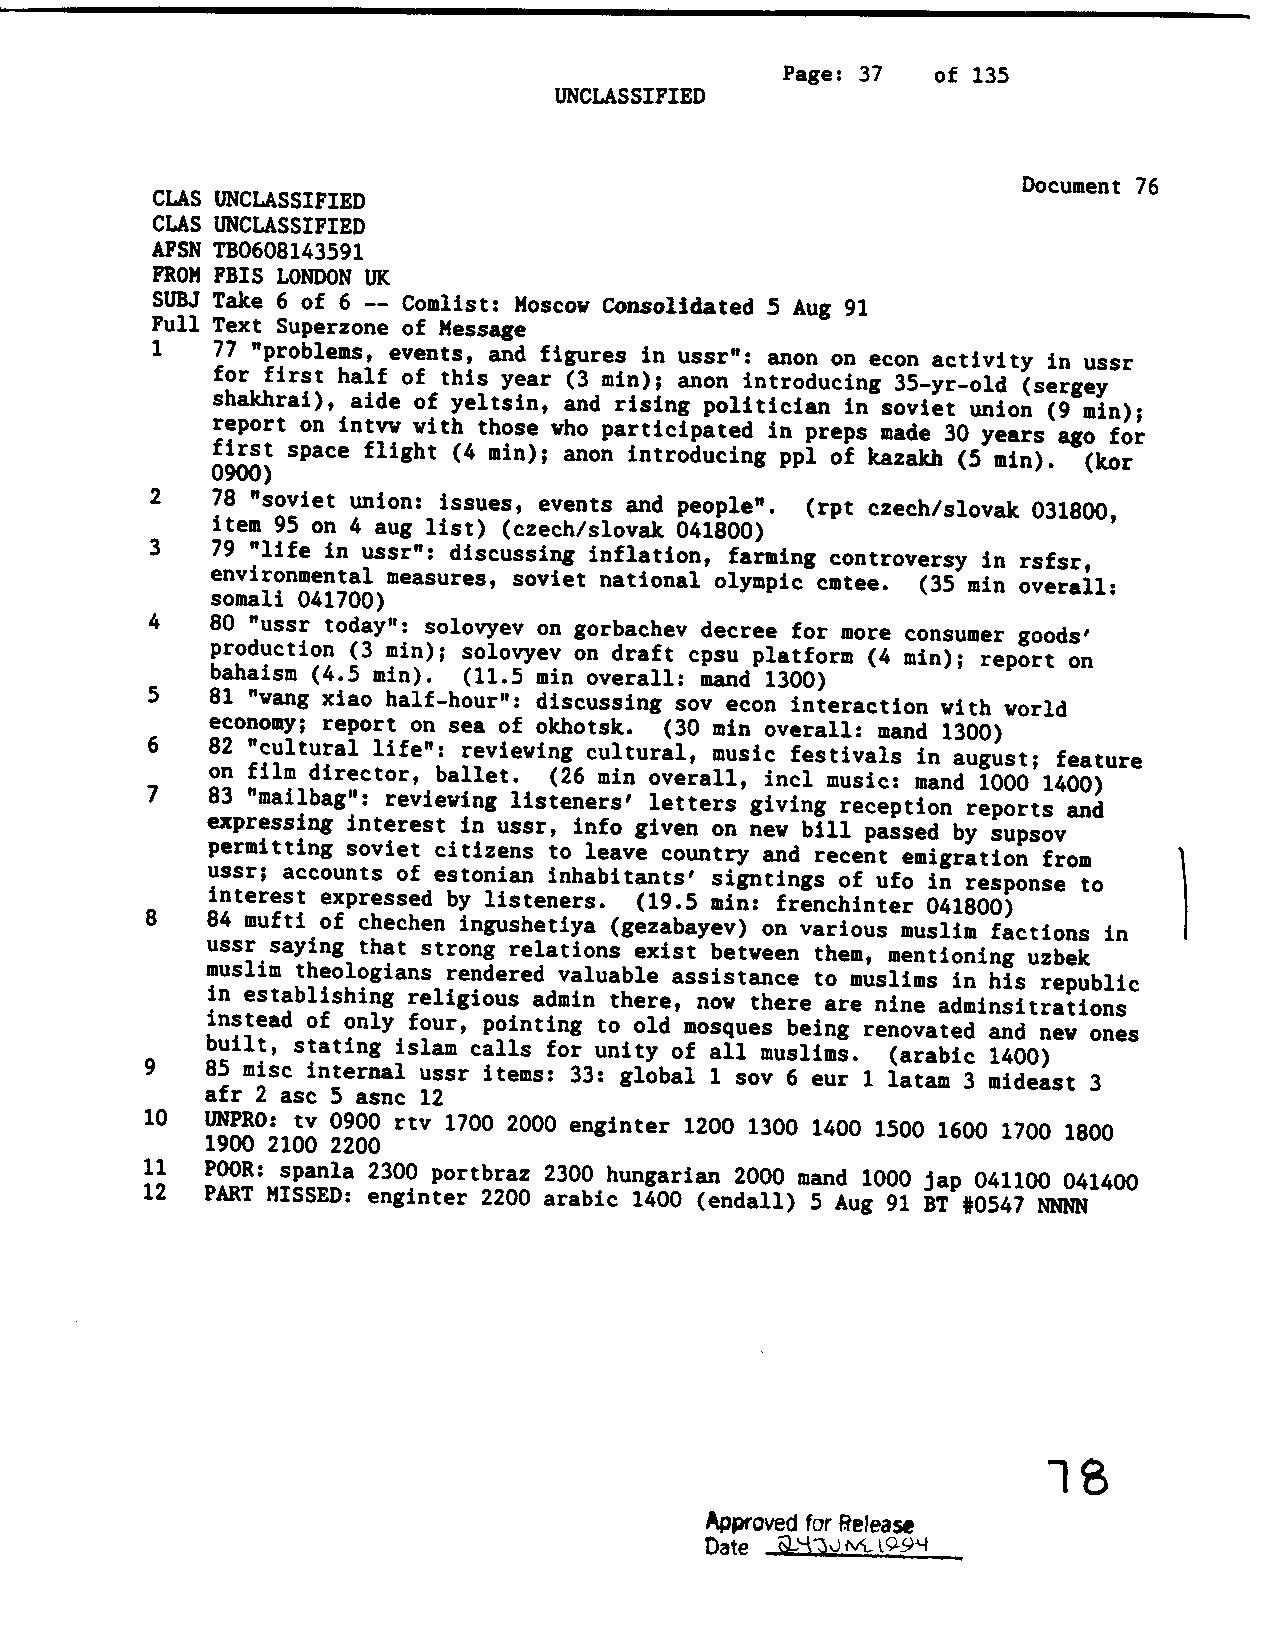 Page: 37 of 135
UNCLASSIFIED
Document 76
CLAS UNCLASSIFIED
CLAS UNCLASSIFIED
AFSN TB0608143591
FROM FBIS LONDON UK
SUBJ Take 6 of 6 -- Comlist: Moscow Consolidated 5 Aug 91
Full Text Superzone of Message
1 77 "problems, events, and figures in ussr": anon on econ activity in ussr
for first half of this year (3 min); anon introducing 35-yr-old (sergey
shakhrai), aide of yeltsin, and rising politician in soviet union (9 min);
report on intvw with those who participated in preps made 30 years ago for
first space flight (4 min); anon introducing ppl of kazakh (5 min). (kor
0900)
2 78 "soviet union: issues, events and people". (rpt czech/slovak 031800,
item 95 on 4 aug list) (czech/slovak 041800)
3 79 "life in ussr": discussing inflation, farming controversy in rsfsr,
environmental measures, soviet national olympic cmtee. (35 min overall:
somali 041700)
4 80 "ussr today": solovyev on gorbachev decree for more consumer goods'
production (3 min); solovyev on draft cpsu platform (4 min); report on
bahaism (4.5 min). (11.5 min overall: mand 1300)
5 81 "wang xiao half-hour": discussing sov econ interaction with world
economy; report on sea of okhotsk. (30 min overall: mand 1300)
6 82 "cultural life": reviewing cultural, music festivals in august; feature
on film director, ballet. (26 min overall, incl music: mand 1000 1400)
7 83 "mailbag": reviewing listeners' letters giving reception reports and
expressing interest in ussr, info given on new bill passed by supsov
permitting soviet citizens to leave country and recent emigration from
ussr; accounts of estonian inhabitants' signtings of ufo in response to
interest expressed by listeners. (19.5 min: frenchinter 041800)
8 84 mufti of chechen ingushetiya (gezabayev) on various muslim factions in
ussr saying that strong relations exist between them, mentioning uzbek
muslim theologians rendered valuable assistance to muslims in his republic
in establishing religious admin there, now there are nine adminsitrations
instead of only four, pointing to old mosques being renovated and new ones
built, stating islam calls for unity of all muslims. (arabic 1400)
9 85 misc internal ussr items: 33: global 1 sov 6 eur 1 latam 3 mideast 3
afr 2 asc 5 asnc 12
10 UNPRO: tv 0900 rtv 1700 2000 enginter 1200 1300 1400 1500 1600 1700 1800
1900 2100 2200
11 POOR: spanla 2300 portbraz 2300 hungarian 2000 mand 1000 jap 041100 041400
12 PART MISSED: enginter 2200 arabic 1400 (endall) 5 Aug 91 BT #0547 NNNN
78
Approved for Release
Date 1994